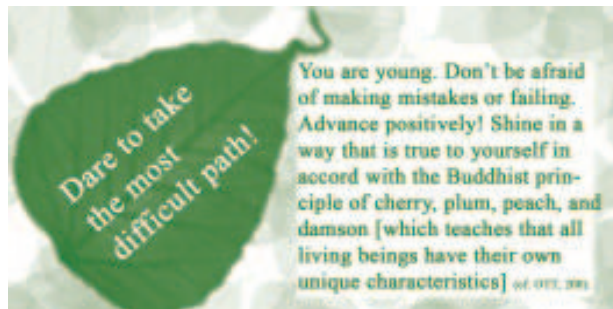 Dare to take
the most
difficult path!
You are young. Don't be afraid
of making mistakes or failing.
Advance positively! Shine in a
way that is true to yourself in
accord with the Buddhist prin-
ciple of cherry, plum, peach, and
damson [which teaches that all
living beings have their own
unique characteristics]